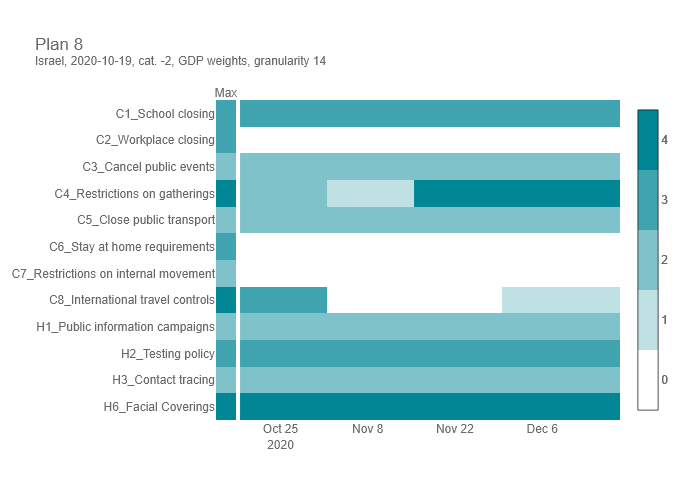 Plan 8
Israel, 2020-10-19, cat. -2, GDP weights, granularity 14
Max
C1_School closing
C2_Workplace closing
C3_Cancel public events
C4_Restrictions on gatherings
C5_Close public transport
C6_Stay at home requirements
C7_Restrictions on internal movement
C8_International travel controls
H1_Public information campaigns
H2_Testing policy
H3_Contact tracing
H6_Facial Coverings
4
3
2
1
0
Oct 25 Nov 8 Nov 22 Dec 6
2020